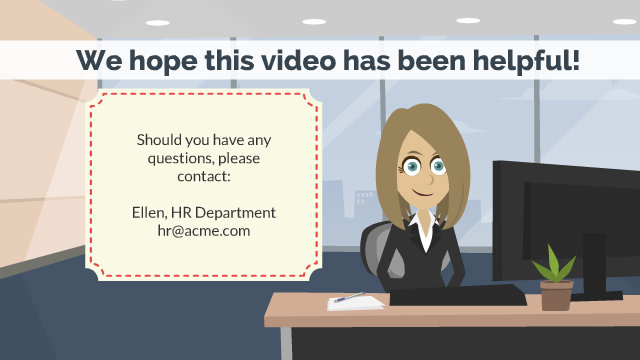 We hope this video has been helpful!
Should you have any
questions, please
contact:
Ellen, HR Department
hr@acme.com